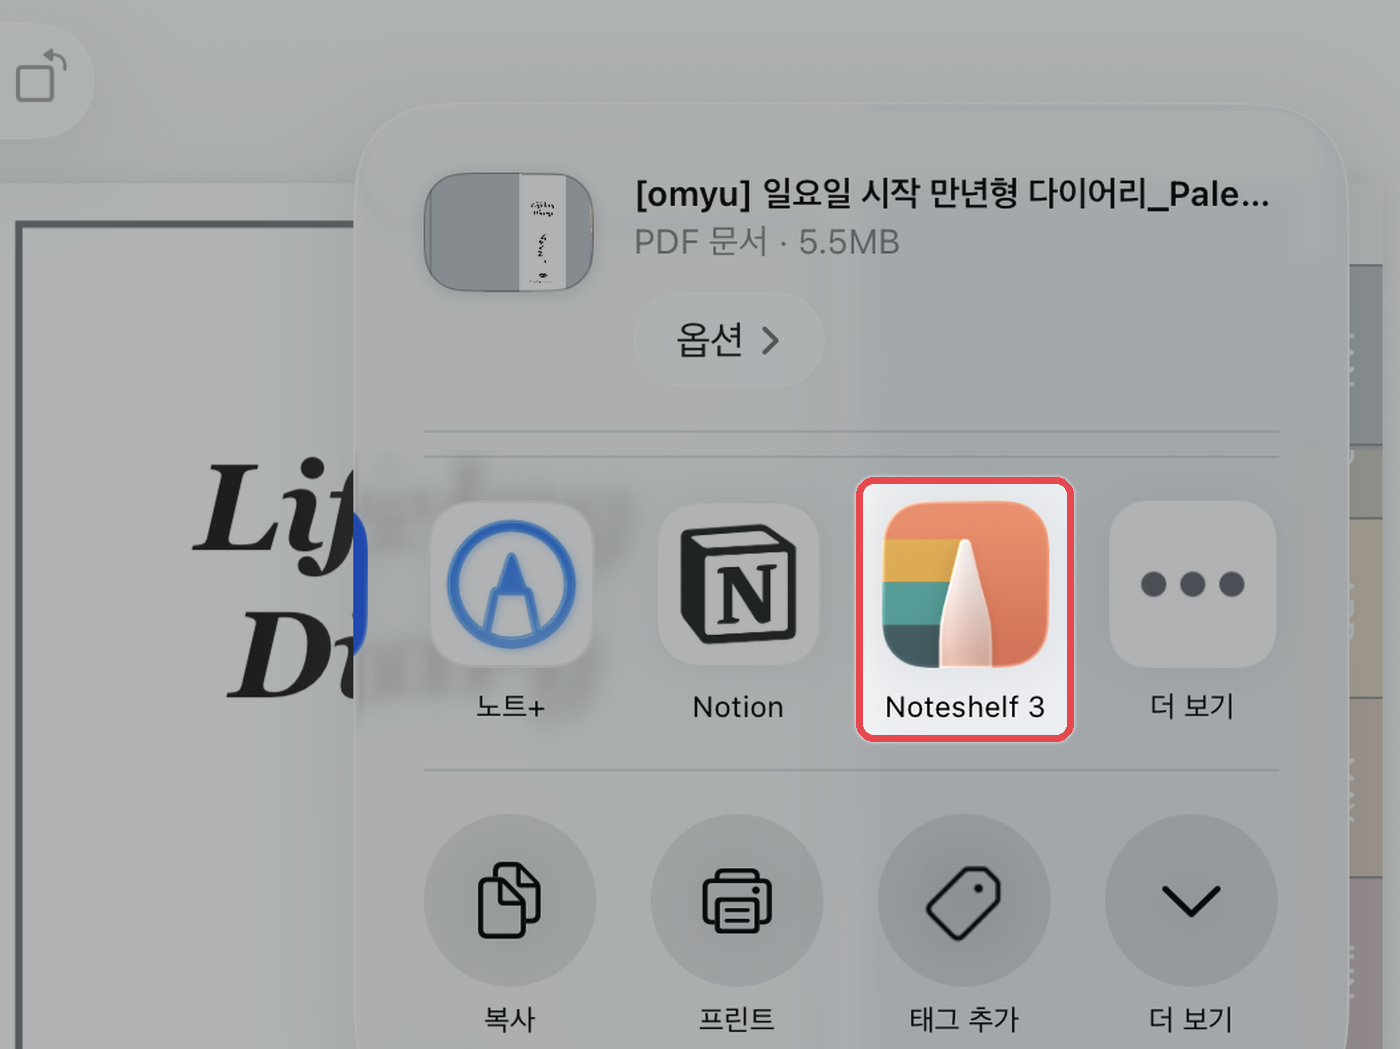 [omyu] 일요일 시작 만년형 다이어리_Pale...
PDF 문서 · 5.5MB
옵션
Lif
Di
노트+
Notion
Noteshelf 3
더 보기
복사
프린트
태그 추가
더 보기